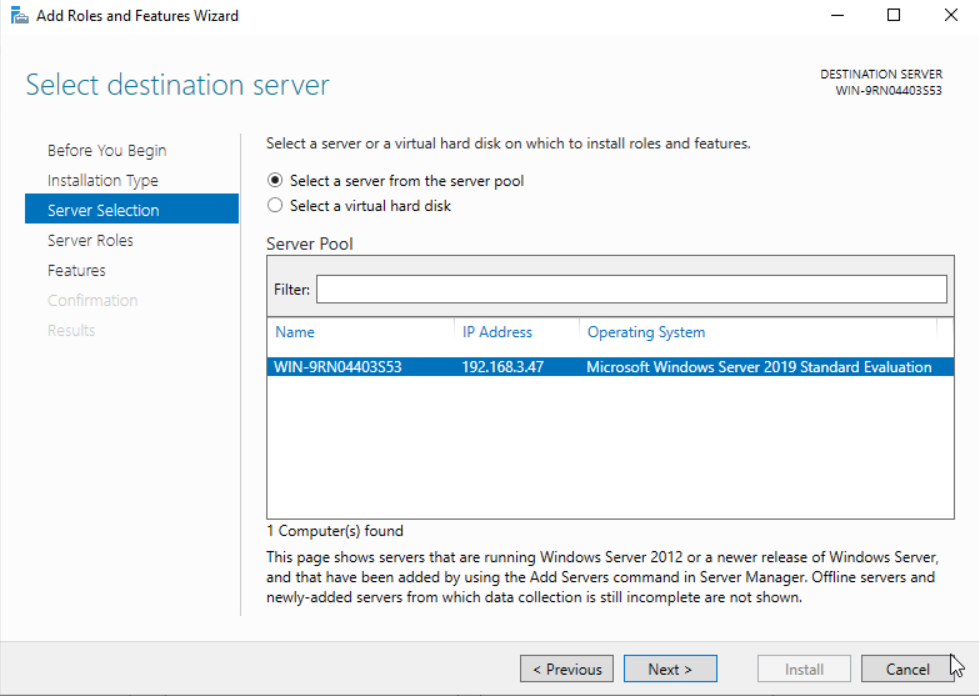 Add Roles and Features Wizard
Select destination server
DESTINATION SERVER
WIN-9RN04403S53
Before You Begin
Installation Type
Server Selection
Server Roles
Features
Confirmation
Results
Select a server or a virtual hard disk on which to install roles and features.
Select a server from the server pool
Select a virtual hard disk
Server Pool
Filter:
Name IP Address Operating System
WIN-9RN04403S53 192.168.3.47 Microsoft Windows Server 2019 Standard Evaluation
1 Computer(s) found
This page shows servers that are running Windows Server 2012 or a newer release of Windows Server,
and that have been added by using the Add Servers command in Server Manager. Offline servers and
newly-added servers from which data collection is still incomplete are not shown.
< Previous Next > Install Cancel